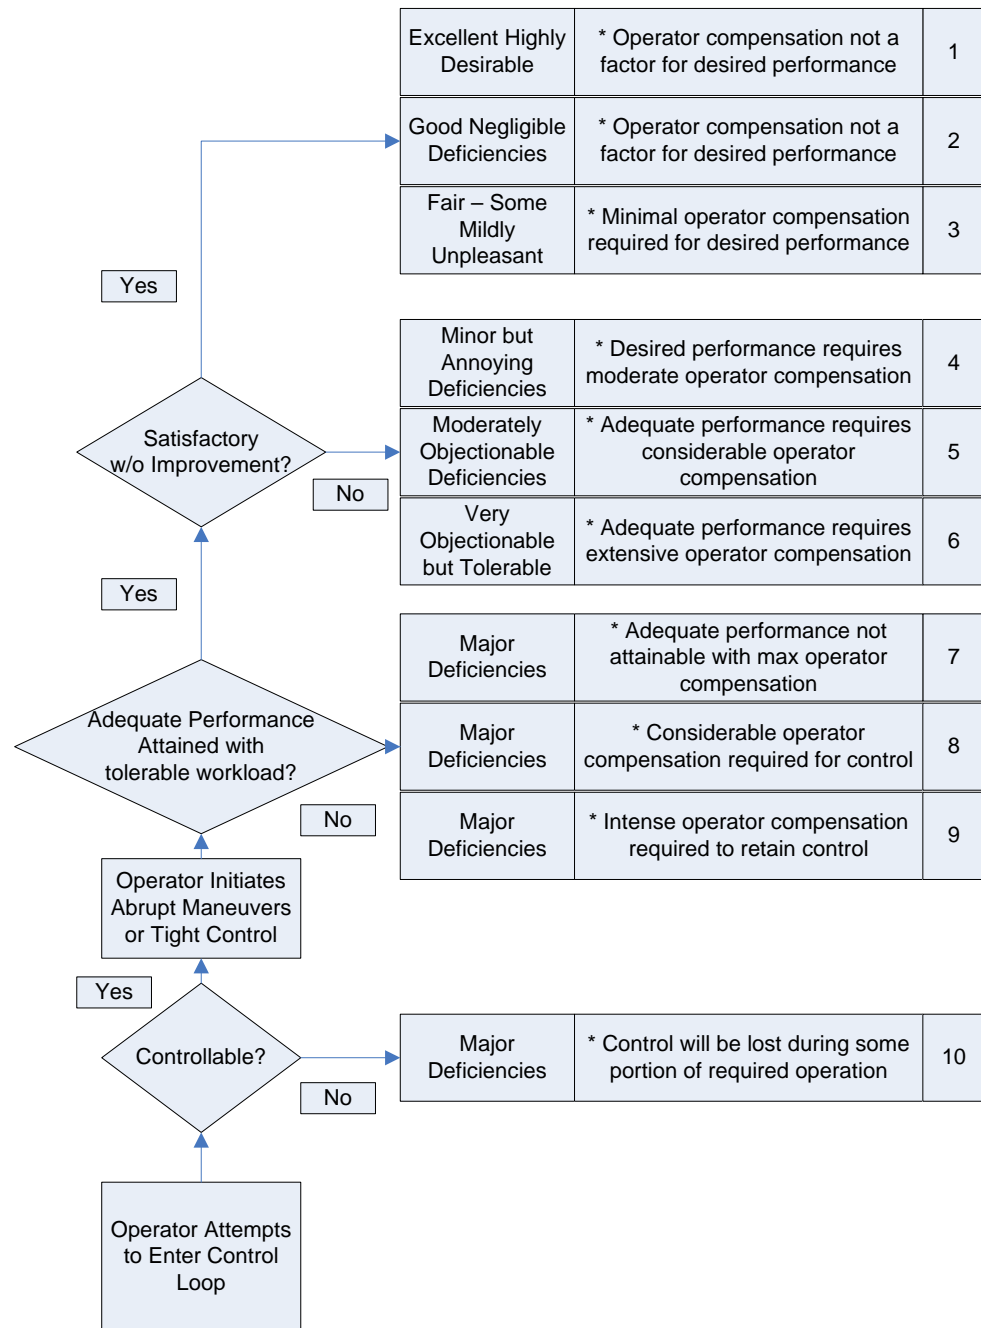 Excellent Highly
Desirable
* Operator compensation not a
factor for desired performance
1
Good Negligible
Deficiencies
* Operator compensation not a
factor for desired performance
2
Fair – Some
Mildly
Unpleasant
* Minimal operator compensation
required for desired performance
3
Yes
Minor but
Annoying
Deficiencies
* Desired performance requires
moderate operator compensation
4
Satisfactory
w/o Improvement?
No
Moderately
Objectionable
Deficiencies
* Adequate performance requires
considerable operator
compensation
5
Very
Objectionable
but Tolerable
* Adequate performance requires
extensive operator compensation
6
Yes
Major
Deficiencies
* Adequate performance not
attainable with max operator
compensation
7
Adequate Performance
Attained with
tolerable workload?
No
Major
Deficiencies
* Considerable operator
compensation required for control
8
Major
Deficiencies
* Intense operator compensation
required to retain control
9
Operator Initiates
Abrupt Maneuvers
or Tight Control
Yes
Controllable?
No
Major
Deficiencies
* Control will be lost during some
portion of required operation
10
Operator Attempts
to Enter Control
Loop